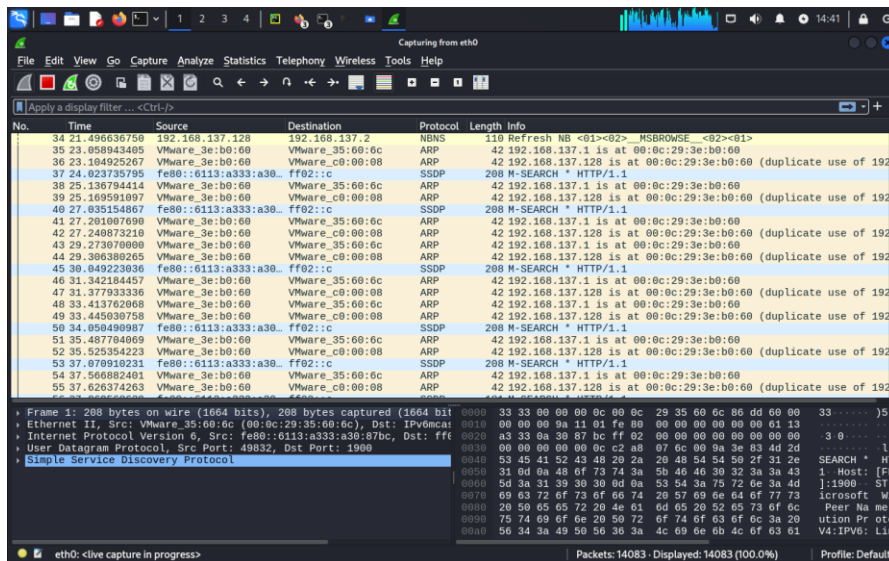 1 2 3 4 14:41
Capturing from eth0
File Edit View Go Capture Analyze Statistics Telephony Wireless Tools Help
Apply a display filter ... <Ctrl-/>
No. Time Source Destination Protocol Length Info
34 21.496636750 192.168.137.128 192.168.137.2 NBNS 110 Refresh NB <01><02>__MSBROWSE__<02><01>
35 23.058943405 VMware_3e:b0:60 VMware_35:60:6c ARP 42 192.168.137.1 is at 00:0c:29:3e:b0:60
36 23.104925267 VMware_3e:b0:60 VMware_c0:00:08 ARP 42 192.168.137.128 is at 00:0c:29:3e:b0:60 (duplicate use of 192
37 24.023735795 fe80::6113:a333:a30… ff02::c SSDP 208 M-SEARCH * HTTP/1.1
38 25.136794414 VMware_3e:b0:60 VMware_35:60:6c ARP 42 192.168.137.1 is at 00:0c:29:3e:b0:60
39 25.169591097 VMware_3e:b0:60 VMware_c0:00:08 ARP 42 192.168.137.128 is at 00:0c:29:3e:b0:60 (duplicate use of 192
40 27.035154867 fe80::6113:a333:a30… ff02::c SSDP 208 M-SEARCH * HTTP/1.1
41 27.201007690 VMware_3e:b0:60 VMware_35:60:6c ARP 42 192.168.137.1 is at 00:0c:29:3e:b0:60
42 27.240873210 VMware_3e:b0:60 VMware_c0:00:08 ARP 42 192.168.137.128 is at 00:0c:29:3e:b0:60 (duplicate use of 192
43 29.273070000 VMware_3e:b0:60 VMware_35:60:6c ARP 42 192.168.137.1 is at 00:0c:29:3e:b0:60
44 29.306380265 VMware_3e:b0:60 VMware_c0:00:08 ARP 42 192.168.137.128 is at 00:0c:29:3e:b0:60 (duplicate use of 192
45 30.049223036 fe80::6113:a333:a30… ff02::c SSDP 208 M-SEARCH * HTTP/1.1
46 31.342184457 VMware_3e:b0:60 VMware_35:60:6c ARP 42 192.168.137.1 is at 00:0c:29:3e:b0:60
47 31.377933336 VMware_3e:b0:60 VMware_c0:00:08 ARP 42 192.168.137.128 is at 00:0c:29:3e:b0:60 (duplicate use of 192
48 33.413762068 VMware_3e:b0:60 VMware_35:60:6c ARP 42 192.168.137.1 is at 00:0c:29:3e:b0:60
49 33.445030758 VMware_3e:b0:60 VMware_c0:00:08 ARP 42 192.168.137.128 is at 00:0c:29:3e:b0:60 (duplicate use of 192
50 34.050490987 fe80::6113:a333:a30… ff02::c SSDP 208 M-SEARCH * HTTP/1.1
51 35.487704069 VMware_3e:b0:60 VMware_35:60:6c ARP 42 192.168.137.1 is at 00:0c:29:3e:b0:60
52 35.525354223 VMware_3e:b0:60 VMware_c0:00:08 ARP 42 192.168.137.128 is at 00:0c:29:3e:b0:60 (duplicate use of 192
53 37.070910231 fe80::6113:a333:a30… ff02::c SSDP 208 M-SEARCH * HTTP/1.1
54 37.566882401 VMware_3e:b0:60 VMware_35:60:6c ARP 42 192.168.137.1 is at 00:0c:29:3e:b0:60
55 37.626374263 VMware_3e:b0:60 VMware_c0:00:08 ARP 42 192.168.137.128 is at 00:0c:29:3e:b0:60 (duplicate use of 192
Frame 1: 208 bytes on wire (1664 bits), 208 bytes captured (1664 bit
Ethernet II, Src: VMware_35:60:6c (00:0c:29:35:60:6c), Dst: IPv6mcas
Internet Protocol Version 6, Src: fe80::6113:a333:a30:87bc, Dst: ff0
User Datagram Protocol, Src Port: 49832, Dst Port: 1900
Simple Service Discovery Protocol
0000 33 33 00 00 00 0c 00 0c 29 35 60 6c 86 dd 60 00 33······ )5
0010 00 00 00 9a 11 01 fe 80 00 00 00 00 00 00 61 13
0020 a3 33 0a 30 87 bc ff 02 00 00 00 00 00 00 00 00 ·3·0····
0030 00 00 00 00 00 0c c2 a8 07 6c 00 9a 3e 83 4d 2d
0040 53 45 41 52 43 48 20 2a 20 48 54 54 50 2f 31 2e SEARCH * H
0050 31 0d 0a 48 6f 73 74 3a 5b 46 46 30 32 3a 3a 43 1··Host: [F
0060 5d 3a 31 39 30 30 0d 0a 53 54 3a 75 72 6e 3a 4d ]:1900·· ST
0070 69 63 72 6f 73 6f 66 74 20 57 69 6e 64 6f 77 73 icrosoft W
0080 20 50 65 65 72 20 4e 61 6d 65 20 52 65 73 6f 6c Peer Na me
0090 75 74 69 6f 6e 20 50 72 6f 74 6f 63 6f 6c 3a 20 ution Pr ot
00a0 56 34 3a 49 50 56 36 3a 4c 69 6e 6b 4c 6f 63 61 V4:IPV6: Li
eth0: <live capture in progress> Packets: 14083 · Displayed: 14083 (100.0%) Profile: Default